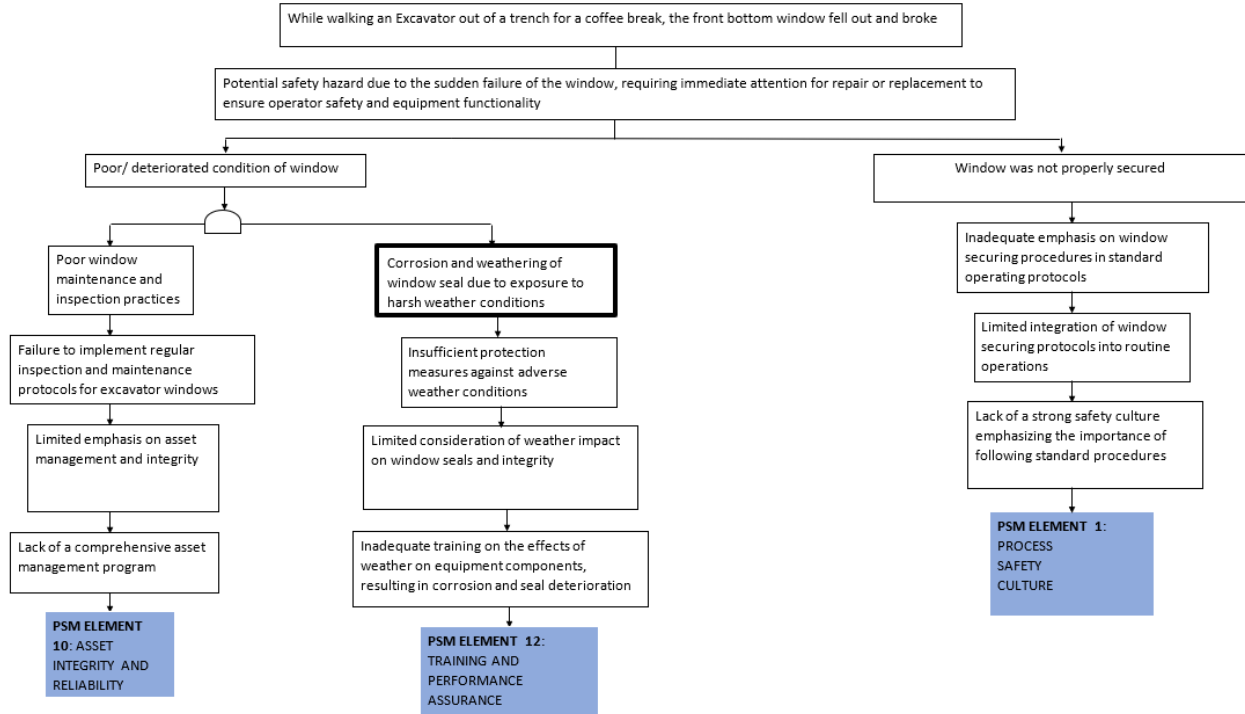 While walking an Excavator out of a trench for a coffee break, the front bottom window fell out and broke
Potential safety hazard due to the sudden failure of the window, requiring immediate attention for repair or replacement to
ensure operator safety and equipment functionality
Poor/ deteriorated condition of window
Window was not properly secured
Poor window
maintenance and
inspection practices
Corrosion and weathering of
window seal due to exposure to
harsh weather conditions
Inadequate emphasis on window
securing procedures in standard
operating protocols
Failure to implement regular
inspection and maintenance
protocols for excavator windows
Insufficient protection
measures against adverse
weather conditions
Limited integration of window
securing protocols into routine
operations
Limited emphasis on asset
management and integrity
Limited consideration of weather impact
on window seals and integrity
Lack of a strong safety culture
emphasizing the importance of
following standard procedures
Lack of a comprehensive asset
management program
Inadequate training on the effects of
weather on equipment components,
resulting in corrosion and seal deterioration
PSM ELEMENT 1:
PROCESS
SAFETY
CULTURE
PSM ELEMENT
10: ASSET
INTEGRITY AND
RELIABILITY
PSM ELEMENT 12:
TRAINING AND
PERFORMANCE
ASSURANCE